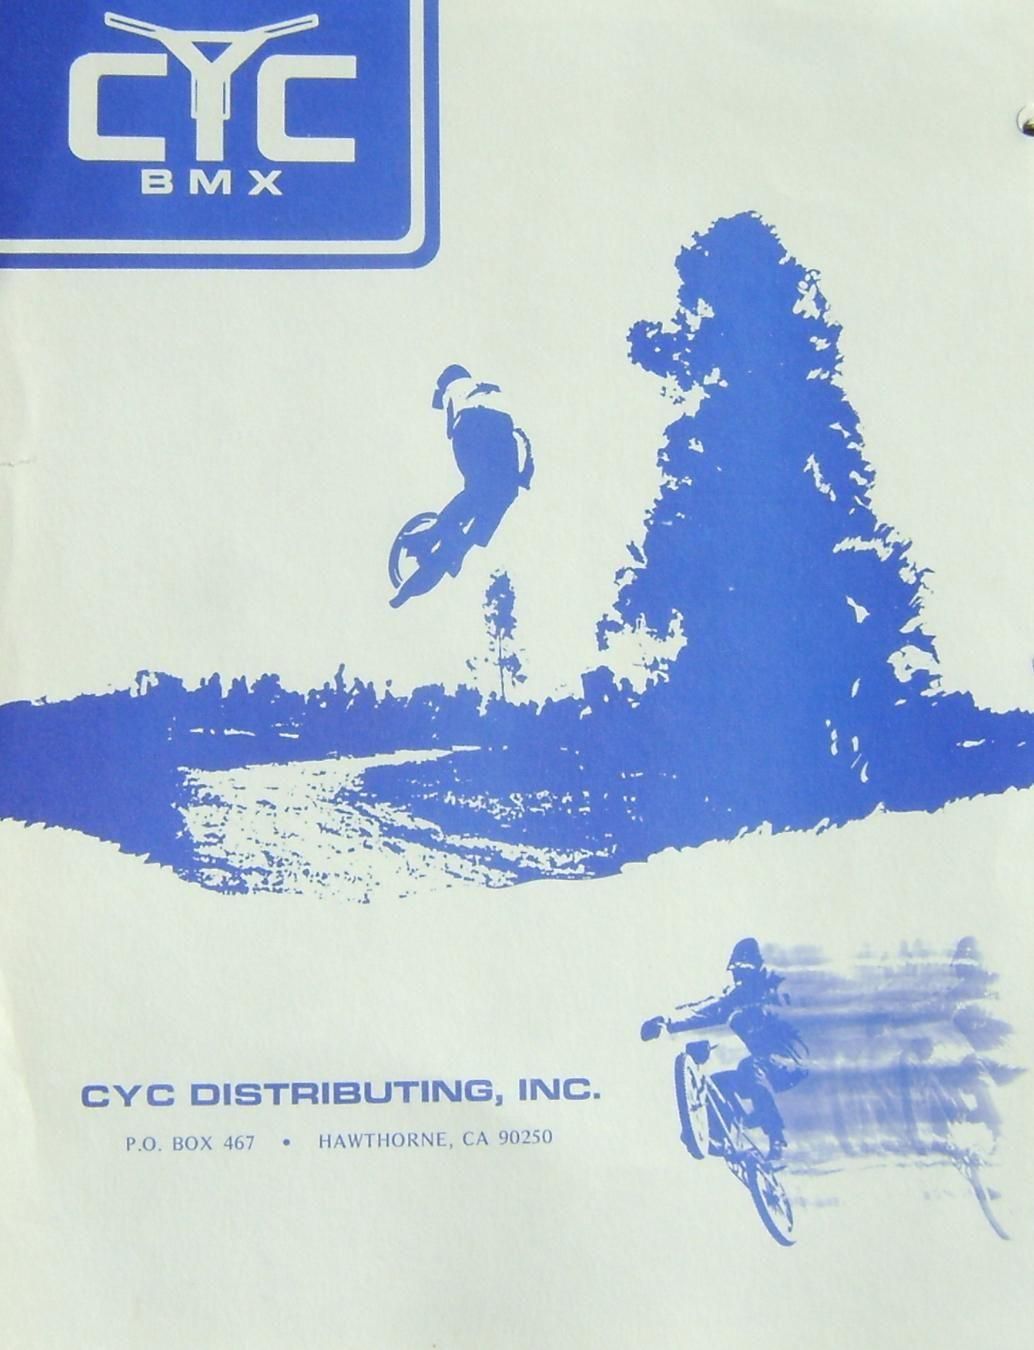 CYC
BMX
CYC DISTRIBUTING, INC.
P.O. BOX 467 • HAWTHORNE, CA 90250